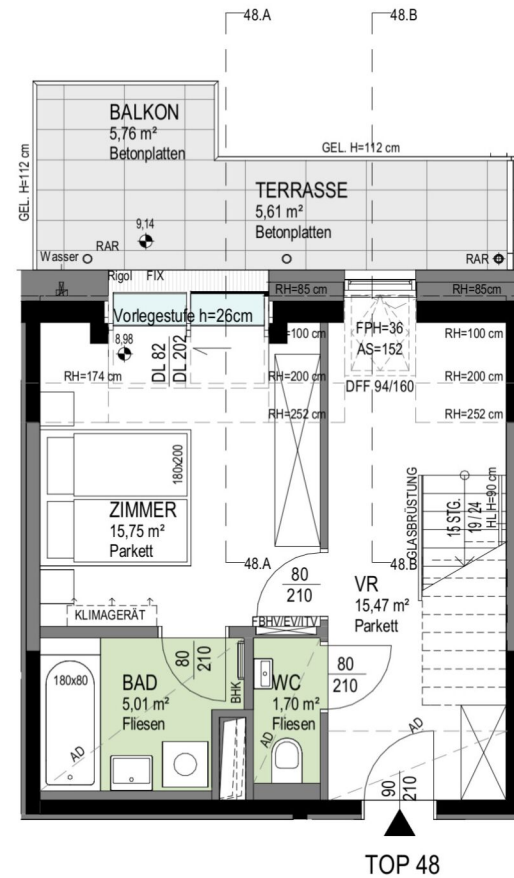 48.A
48.B
BALKON
5,76 m²
Betonplatten
GEL. H=112 cm
GEL. H=112 cm
TERRASSE
5,61 m²
Betonplatten
9,14
Wasser
RAR
RAR
Rigol
FIX
RH=85 cm
RH=85cm
Vorlegestufe h=26cm
8,98
RH=174 cm
DL 82
DL 202
=100 cm
RH=200 cm
RH=252 cm
FPH=36
AS=152
DFF 94/160
RH=100 cm
RH=200 cm
RH=252 cm
180x200
ZIMMER
15,75 m²
Parkett
GLASBRÜSTUNG
15 STG.
19 / 24
HL H=90 cm
48.A
48.B
80
210
VR
15,47 m²
Parkett
KLIMAGERÄT
FBHV/EV/ITV
80
210
180x80
BAD
5,01 m²
Fliesen
BHK
WC
1,70 m²
Fliesen
80
210
AD
AD
AD
90
210
TOP 48